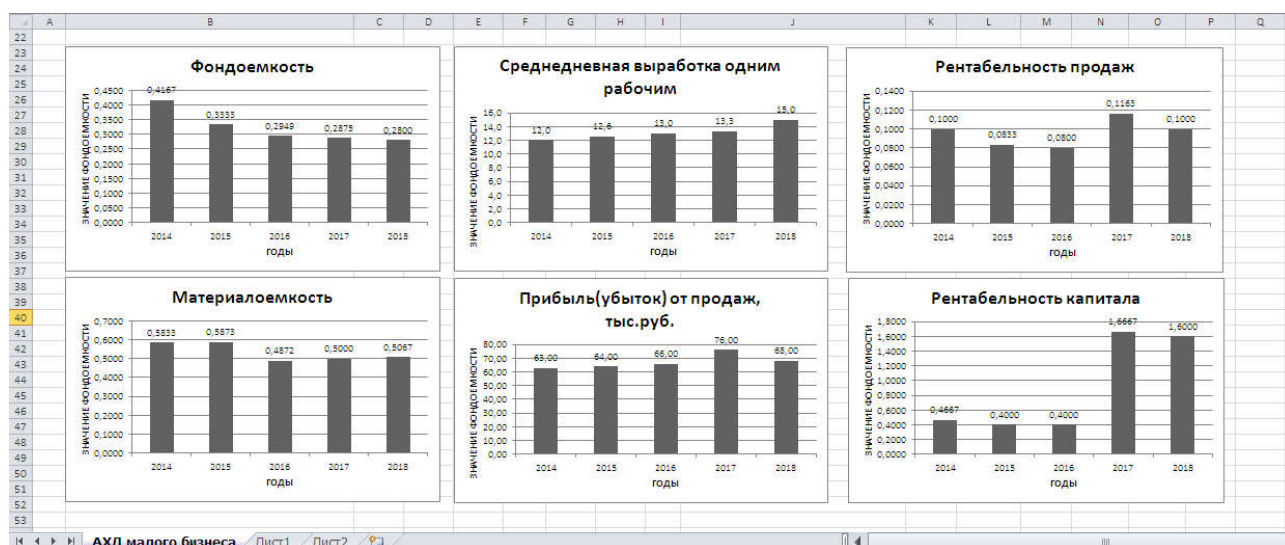 A B C D E F G H I J K L M N O P Q
22
23
24
25
26
27
28
29
30
31
32
33
34
35
36
37
38
39
40
41
42
43
44
45
46
47
48
49
50
51
52
53
Фондоемкость
ЗНАЧЕНИЕ ФОНДОЕМКОСТИ
0,4500
0,4000
0,3500
0,3000
0,2500
0,2000
0,1500
0,1000
0,0500
0,0000
0,4167 0,3333 0,2949 0,2875 0,2800
2014 2015 2016 2017 2018
годы
Среднедневная выработка одним
рабочим
ЗНАЧЕНИЕ ФОНДОЕМКОСТИ
16,0
14,0
12,0
10,0
8,0
6,0
4,0
2,0
0,0
12,0 12,6 13,0 13,3 15,0
2014 2015 2016 2017 2018
годы
Рентабельность продаж
ЗНАЧЕНИЕ ФОНДОЕМКОСТИ
0,1400
0,1200
0,1000
0,0800
0,0600
0,0400
0,0200
0,0000
0,1000 0,0833 0,0800 0,1163 0,1000
2014 2015 2016 2017 2018
годы
Материалоемкость
ЗНАЧЕНИЕ ФОНДОЕМКОСТИ
0,7000
0,6000
0,5000
0,4000
0,3000
0,2000
0,1000
0,0000
0,5833 0,5873 0,4872 0,5000 0,5067
2014 2015 2016 2017 2018
годы
Прибыль(убыток) от продаж,
тыс.руб.
ЗНАЧЕНИЕ ФОНДОЕМКОСТИ
80,00
70,00
60,00
50,00
40,00
30,00
20,00
10,00
0,00
63,00 64,00 66,00 76,00 68,00
2014 2015 2016 2017 2018
годы
Рентабельность капитала
ЗНАЧЕНИЕ ФОНДОЕМКОСТИ
1,8000
1,6000
1,4000
1,2000
1,0000
0,8000
0,6000
0,4000
0,2000
0,0000
0,4667 0,4000 0,4000 1,6667 1,6000
2014 2015 2016 2017 2018
годы
АХД малого бизнеса Лист1 Лист2